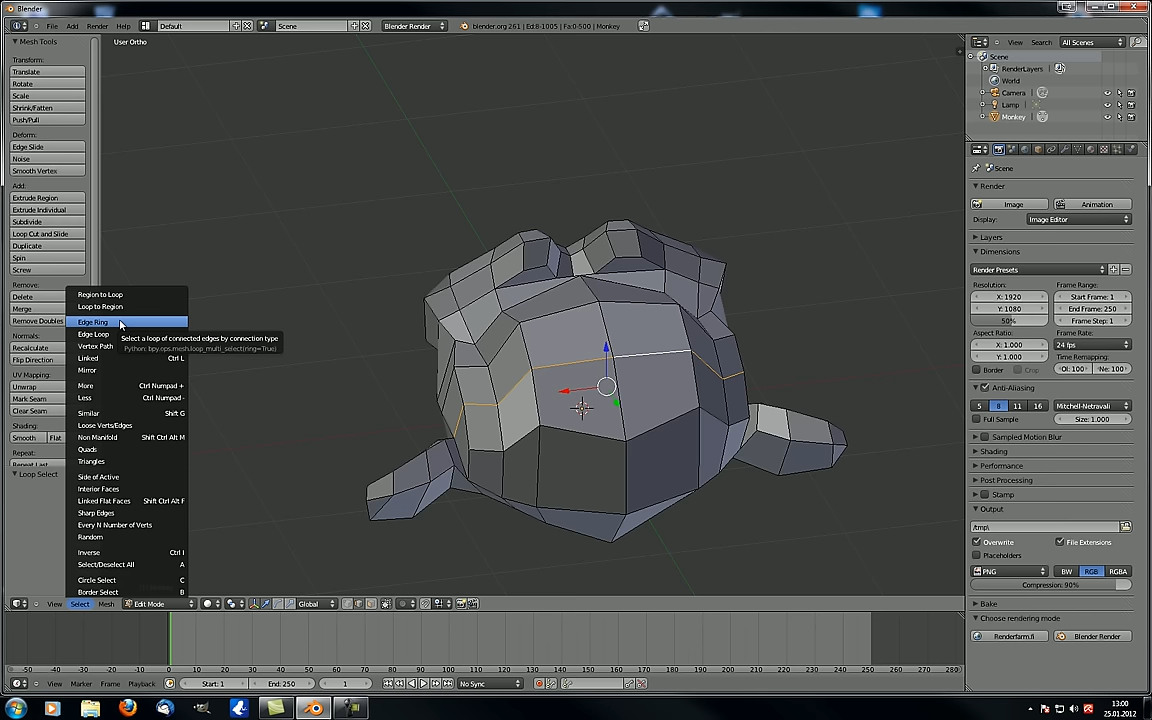 Blender
File Add Render Help Default Scene Blender Render blender.org 261 | Ed:8-1005 | Fa:0-500 | Monkey
Mesh Tools
Transform:
Translate
Rotate
Scale
Shrink/Fatten
Push/Pull
Deform:
Edge Slide
Noise
Smooth Vertex
Add:
Extrude Region
Extrude Individual
Subdivide
Loop Cut and Slide
Duplicate
Spin
Screw
Remove:
Delete
Merge
Remove Doubles
Normals:
Recalculate
Flip Direction
UV Mapping:
Unwrap
Mark Seam
Clear Seam
Shading:
Smooth Flat
Repeat:
Repeat Last
Loop Select
User Ortho
Region to Loop
Loop to Region
Edge Ring
Edge Loop
Select a loop of connected edges by connection type
Python: bpy.ops.mesh.loop_multi_select(ring=True)
Vertex Path
Linked Ctrl L
Mirror
More Ctrl Numpad +
Less Ctrl Numpad -
Similar Shift G
Loose Verts/Edges
Non Manifold Shift Ctrl Alt M
Quads
Triangles
Side of Active
Interior Faces
Linked Flat Faces Shift Ctrl Alt F
Sharp Edges
Every N Number of Verts
Random
Inverse Ctrl I
Select/Deselect All A
Circle Select C
Border Select B
View Select Mesh Edit Mode Global
-50 -40 -30 -20 -10 0 10 20 30 40 50 60 70 80 90 100 110 120 130 140 150 160 170 180 190 200 210 220 230 240 250 260 270 280
View Marker Frame Playback Start: 1 End: 250 1 No Sync
View Search All Scenes
Scene
RenderLayers
World
Camera
Lamp
Monkey
Scene
Render
Image Animation
Display: Image Editor
Layers
Dimensions
Render Presets
Resolution: Frame Range:
X: 1920 Start Frame: 1
Y: 1080 End Frame: 250
50% Frame Step: 1
Aspect Ratio: Frame Rate:
X: 1.000 24 fps
Y: 1.000 Time Remapping:
Border Crop :Ol: 100 Ne: 100
Anti-Aliasing
5 8 11 16 Mitchell-Netravali
Full Sample Size: 1.000
Sampled Motion Blur
Shading
Performance
Post Processing
Stamp
Output
/tmp\
Overwrite File Extensions
Placeholders
PNG BW RGB RGBA
Compression: 90%
Bake
Choose rendering mode
Renderfarm.fi Blender Render
13:00
25.01.2012